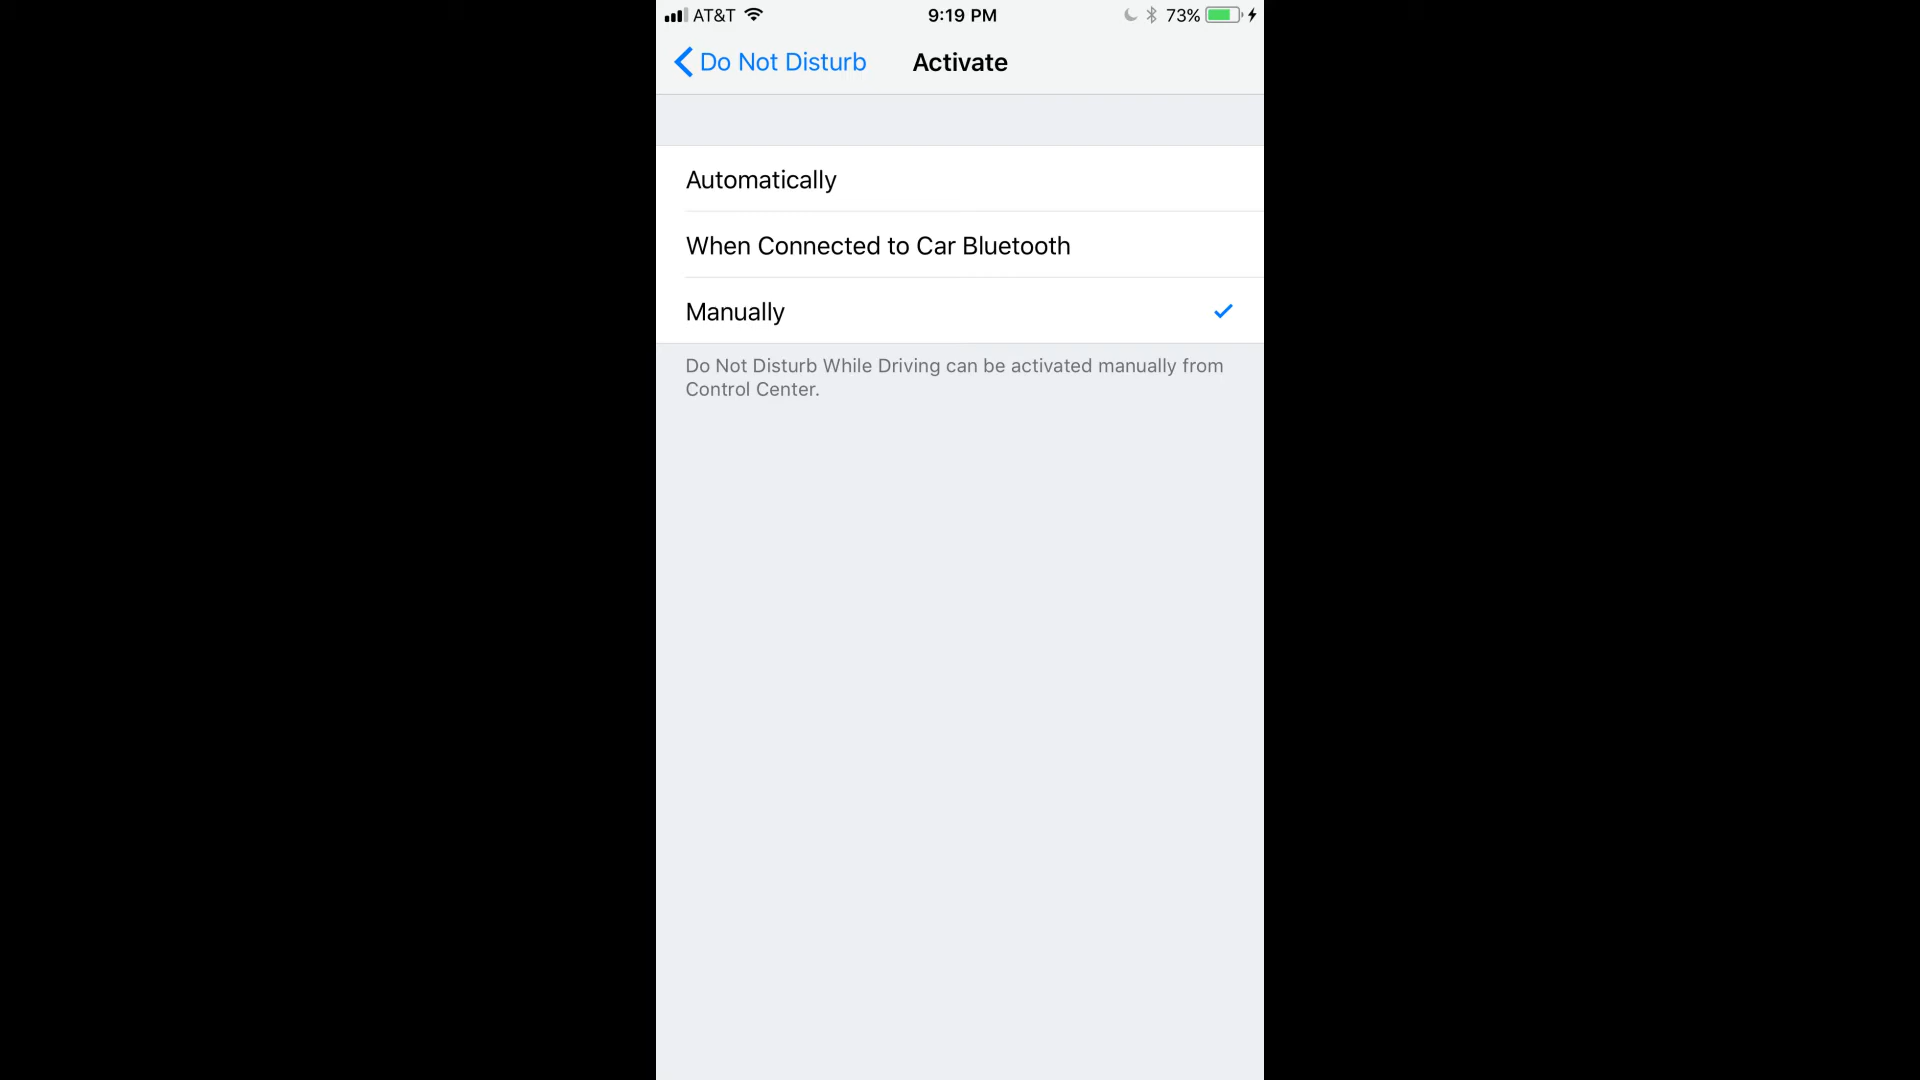 AT&T 9:19 PM 73%
Do Not Disturb Activate
Automatically
When Connected to Car Bluetooth
Manually
Do Not Disturb While Driving can be activated manually from
Control Center.